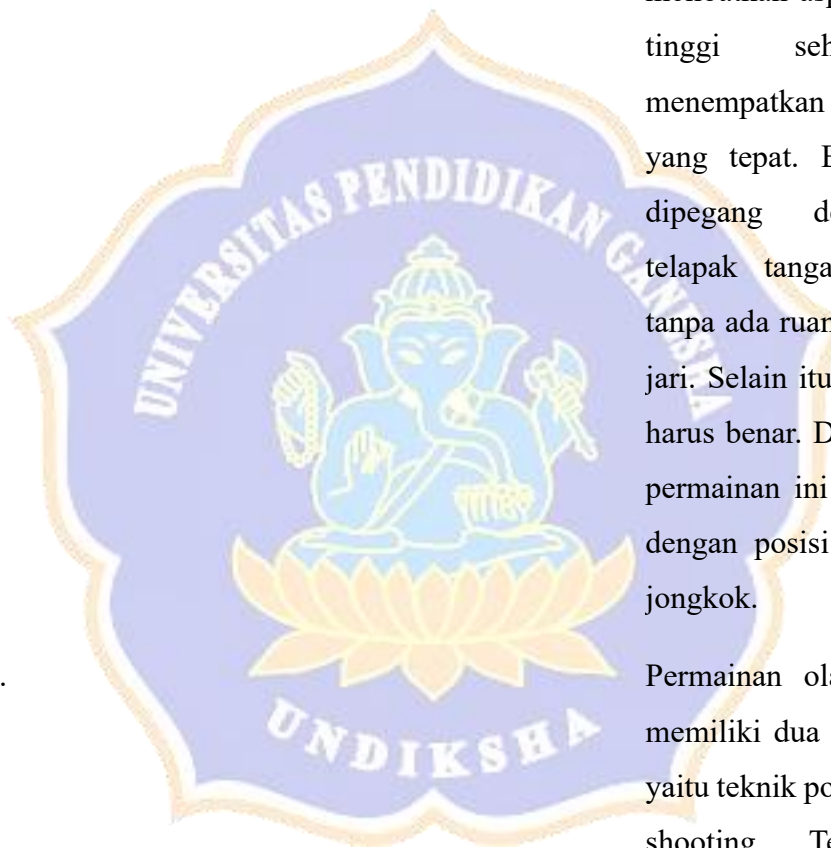 UNIVERSITAS PENDIDIKAN GANESHA
UNDIKSHA
tinggi seh
menempatkan
yang tepat.
dipegang de
telapak tanga
tanpa ada ruan
jari. Selain itu
harus benar. D
permainan ini
dengan posisi
jongkok.
.
Permainan ola
memiliki dua
yaitu teknik po
shooting. Te